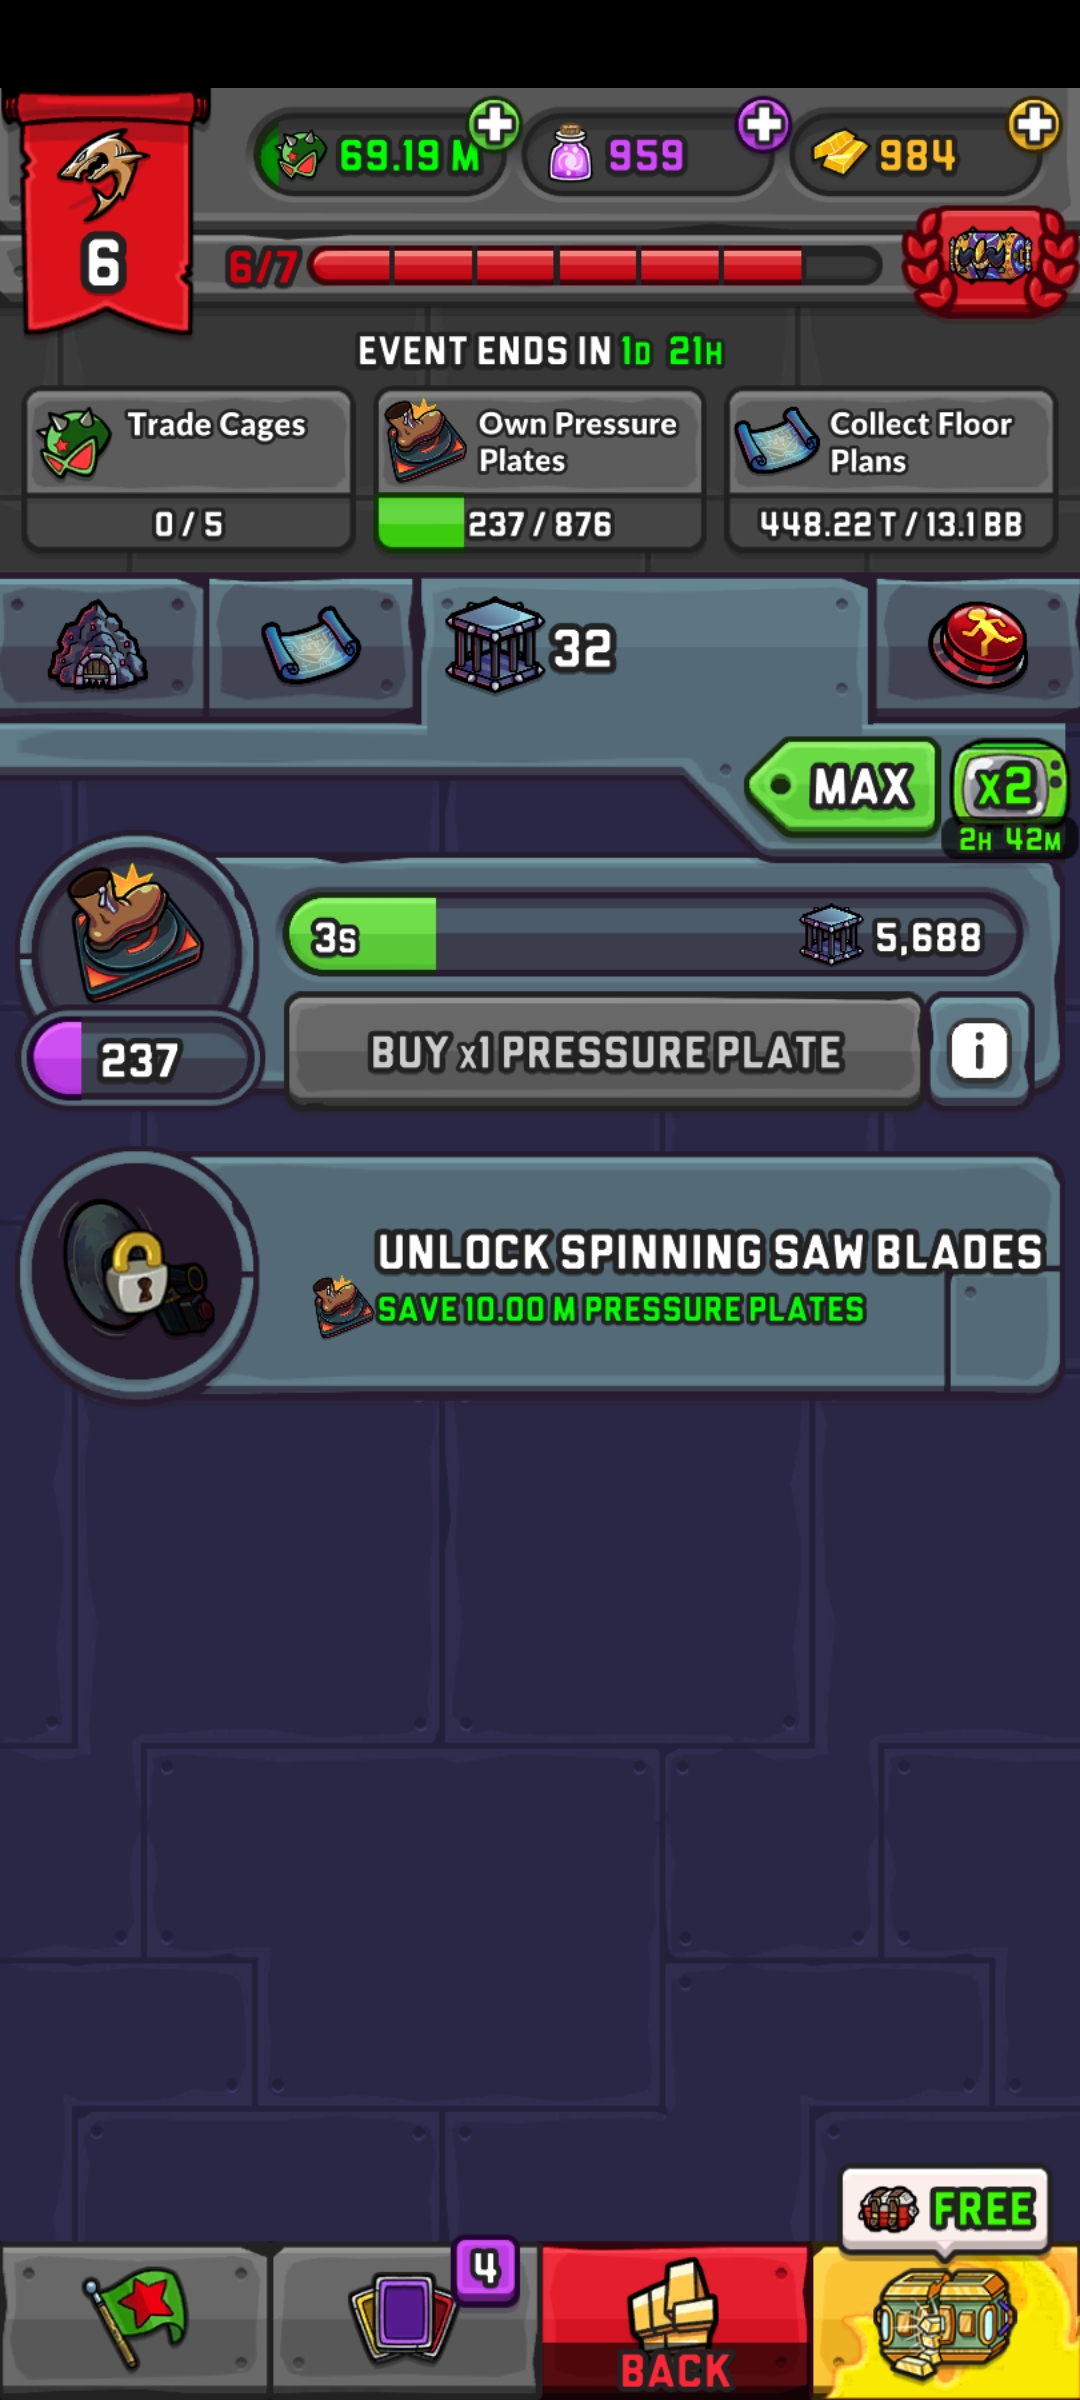 69.19 M
959
984
6
6/7
EVENT ENDS IN 1D 21H
Trade Cages
0 / 5
Own Pressure
Plates
237 / 876
Collect Floor
Plans
448.22 T / 13.1 BB
32
MAX
x2
2H 42M
3S
5,688
237
BUY x1 PRESSURE PLATE
i
UNLOCK SPINNING SAW BLADES
SAVE 10.00 M PRESSURE PLATES
FREE
4
BACK